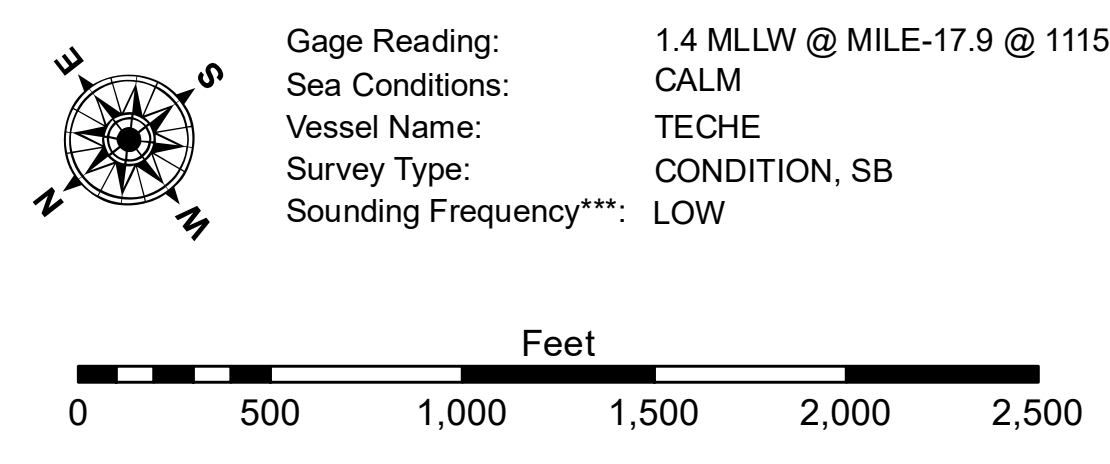 E
S
N
W
Gage Reading: 1.4 MLLW @ MILE-17.9 @ 1115
Sea Conditions: CALM
Vessel Name: TECHE
Survey Type: CONDITION, SB
Sounding Frequency***: LOW
Feet
0 500 1,000 1,500 2,000 2,500